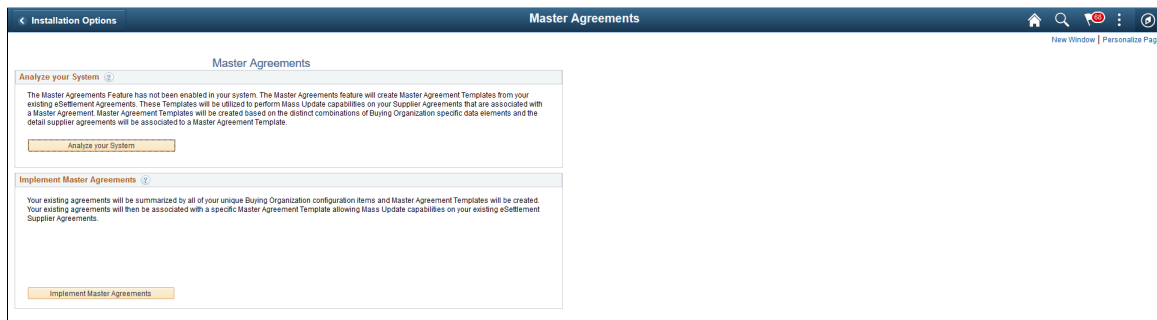 Installation Options
Master Agreements
68
New Window | Personalize Pag
Master Agreements
Analyze your System
The Master Agreements Feature has not been enabled in your system. The Master Agreements feature will create Master Agreement Templates from your
existing eSettlement Agreements. These Templates will be utilized to perform Mass Update capabilities on your Supplier Agreements that are associated with
a Master Agreement. Master Agreement Templates will be created based on the distinct combinations of Buying Organization specific data elements and the
detail supplier agreements will be associated to a Master Agreement Template.
Analyze your System
Implement Master Agreements
Your existing agreements will be summarized by all of your unique Buying Organization configuration items and Master Agreement Templates will be created.
Your existing agreements will then be associated with a specific Master Agreement Template allowing Mass Update capabilities on your existing eSettlement
Supplier Agreements.
Implement Master Agreements